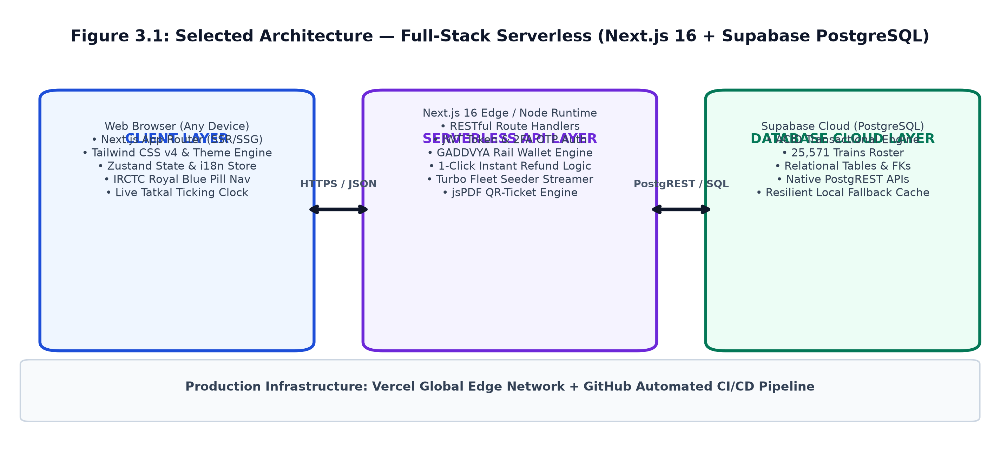 Figure 3.1: Selected Architecture — Full-Stack Serverless (Next.js 16 + Supabase PostgreSQL)
CLIENT LAYER
Web Browser (Any Device)
• Next.js App Router (SSR/SSG)
• Tailwind CSS v4 & Theme Engine
• Zustand State & i18n Store
• IRCTC Royal Blue Pill Nav
• Live Tatkal Ticking Clock
HTTPS / JSON
SERVERLESS API LAYER
Next.js 16 Edge / Node Runtime
• RESTful Route Handlers
• JWT Token & 2FA OTP Auth
• GADDVYA Rail Wallet Engine
• 1-Click Instant Refund Logic
• Turbo Fleet Seeder Streamer
• jsPDF QR-Ticket Engine
PostgREST / SQL
DATABASE CLOUD LAYER
Supabase Cloud (PostgreSQL)
• ACID Transactional Engine
• 25,571 Trains Roster
• Relational Tables & FKs
• Native PostgREST APIs
• Resilient Local Fallback Cache
Production Infrastructure: Vercel Global Edge Network + GitHub Automated CI/CD Pipeline